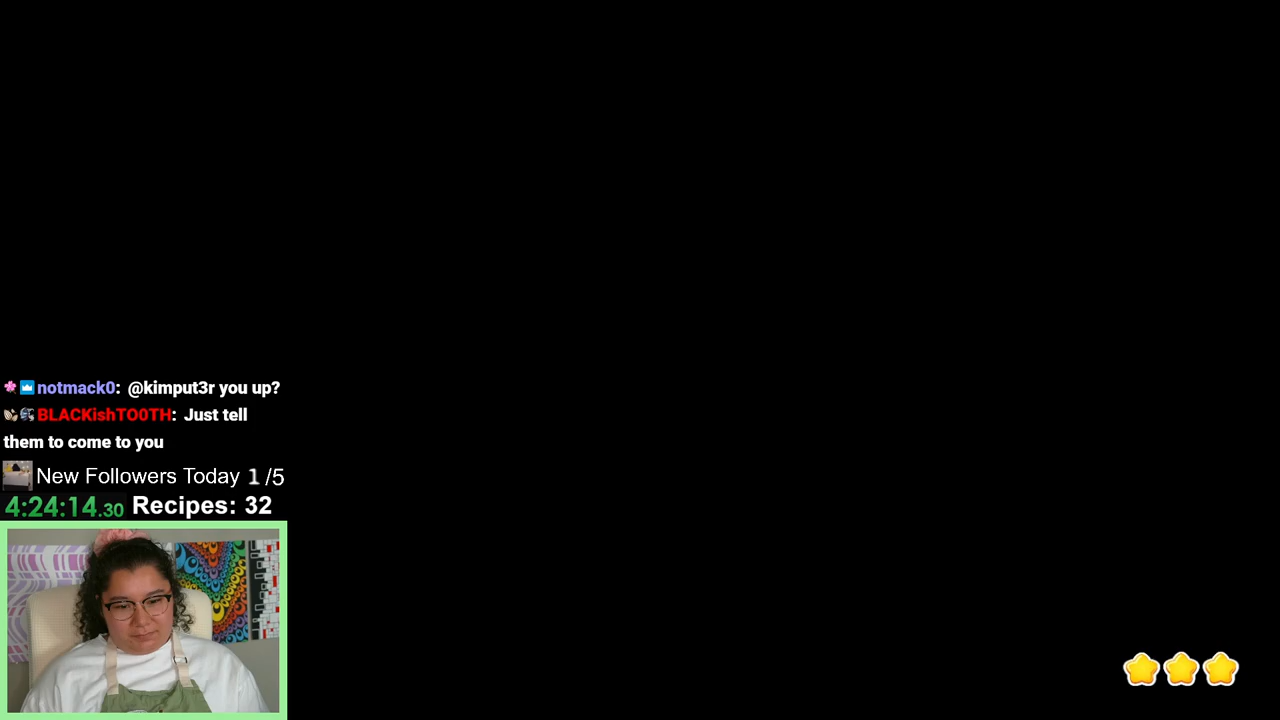 notmack0: @kimput3r you up?
BLACKishTO0TH: Just tell
them to come to you
New Followers Today 1 /5
4:24:14.30 Recipes: 32